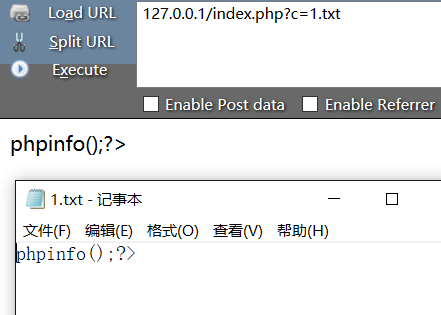 Load URL
Split URL
Execute
127.0.0.1/index.php?c=1.txt
Enable Post data
Enable Referrer
phpinfo();?>
1.txt - 记事本
文件(F) 编辑(E) 格式(O) 查看(V) 帮助(H)
phpinfo();?>